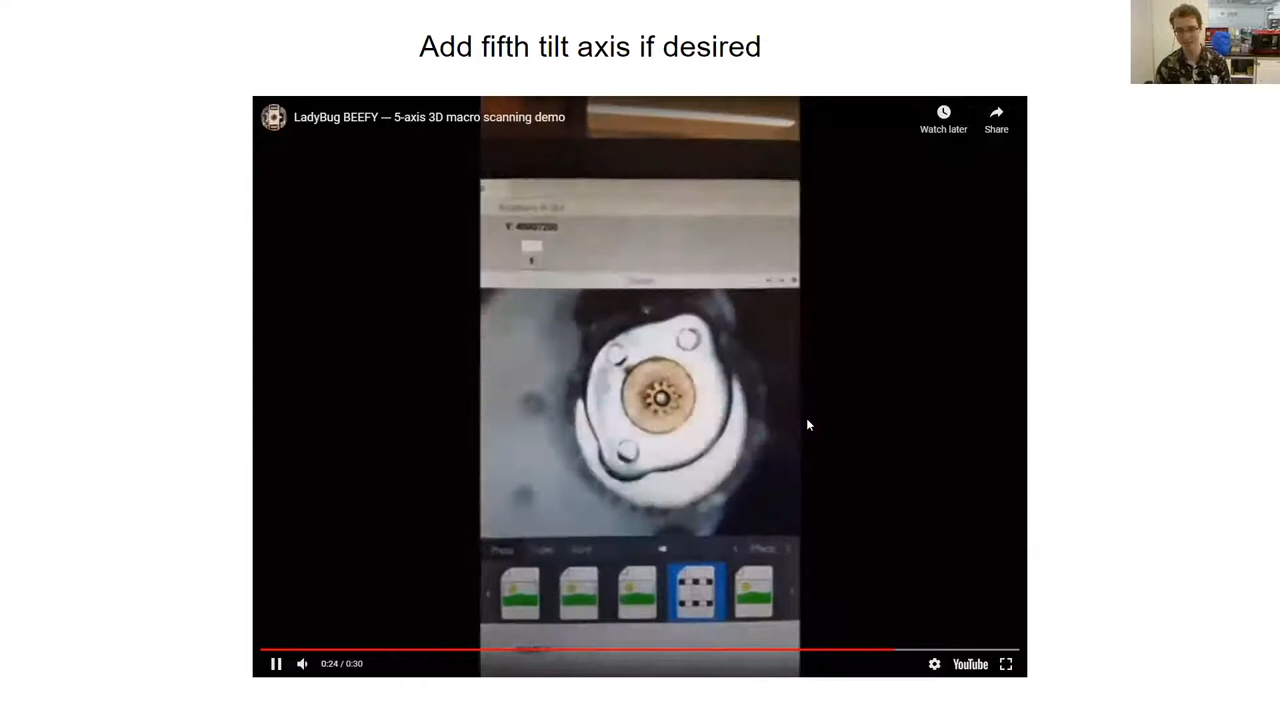 Add fifth tilt axis if desired
LadyBug BEEFY — 5-axis 3D macro scanning demo
Watch later
Share
0:24 / 0:30
YouTube